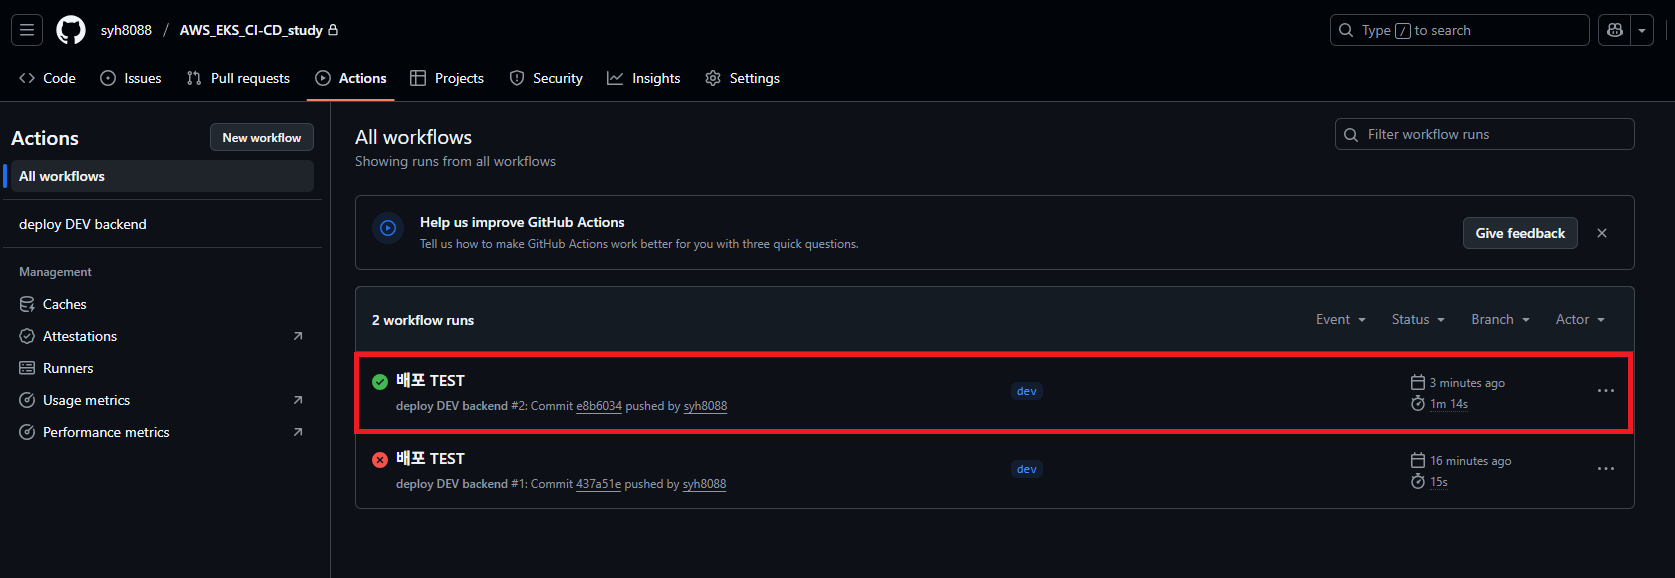 syh8088 / AWS_EKS_CI-CD_study
Type / to search
Code
Issues
Pull requests
Actions
Projects
Security
Insights
Settings
Actions
New workflow
All workflows
deploy DEV backend
Management
Caches
Attestations
Runners
Usage metrics
Performance metrics
All workflows
Showing runs from all workflows
Filter workflow runs
Help us improve GitHub Actions
Tell us how to make GitHub Actions work better for you with three quick questions.
Give feedback
2 workflow runs
Event
Status
Branch
Actor
배포 TEST
deploy DEV backend #2: Commit e8b6034 pushed by syh8088
dev
3 minutes ago
1m 14s
배포 TEST
deploy DEV backend #1: Commit 437a51e pushed by syh8088
dev
16 minutes ago
15s